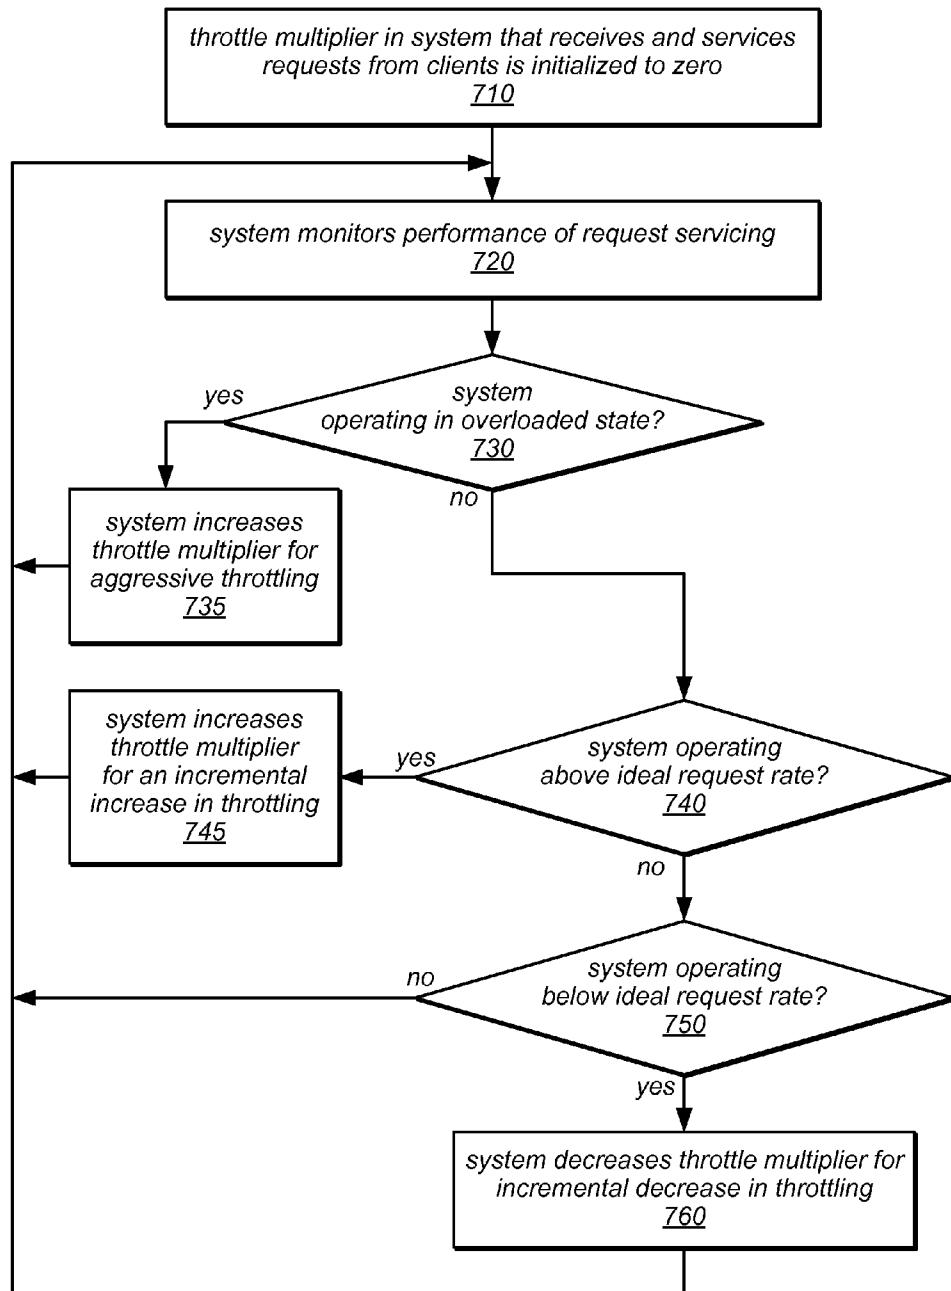 throttle multiplier in system that receives and services
requests from clients is initialized to zero
710
system monitors performance of request servicing
720
system
operating in overloaded state?
730
yes
no
system increases
throttle multiplier for
aggressive throttling
735
system operating
above ideal request rate?
740
yes
no
system increases
throttle multiplier
for an incremental
increase in throttling
745
system operating
below ideal request rate?
750
no
yes
system decreases throttle multiplier for
incremental decrease in throttling
760